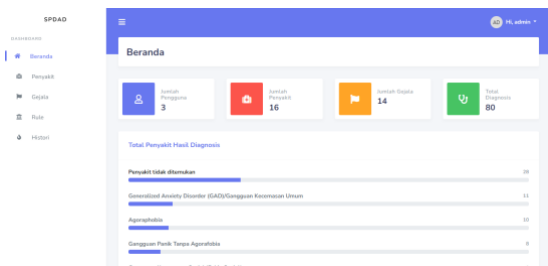 SPDAD
DASHBOARD
Beranda
Penyakit
Gejala
Rule
Histori
AD Hi, admin
Beranda
Jumlah Pengguna
3
Jumlah Penyakit
16
Jumlah Gejala
14
Total Diagnosis
80
Total Penyakit Hasil Diagnosis
Penyakit tidak ditemukan
Generalized Anxiety Disorder (GAD)/Gangguan Kecemasan Umum
11
Agoraphobia
10
Gangguan Panik Tanpa Agorafobia